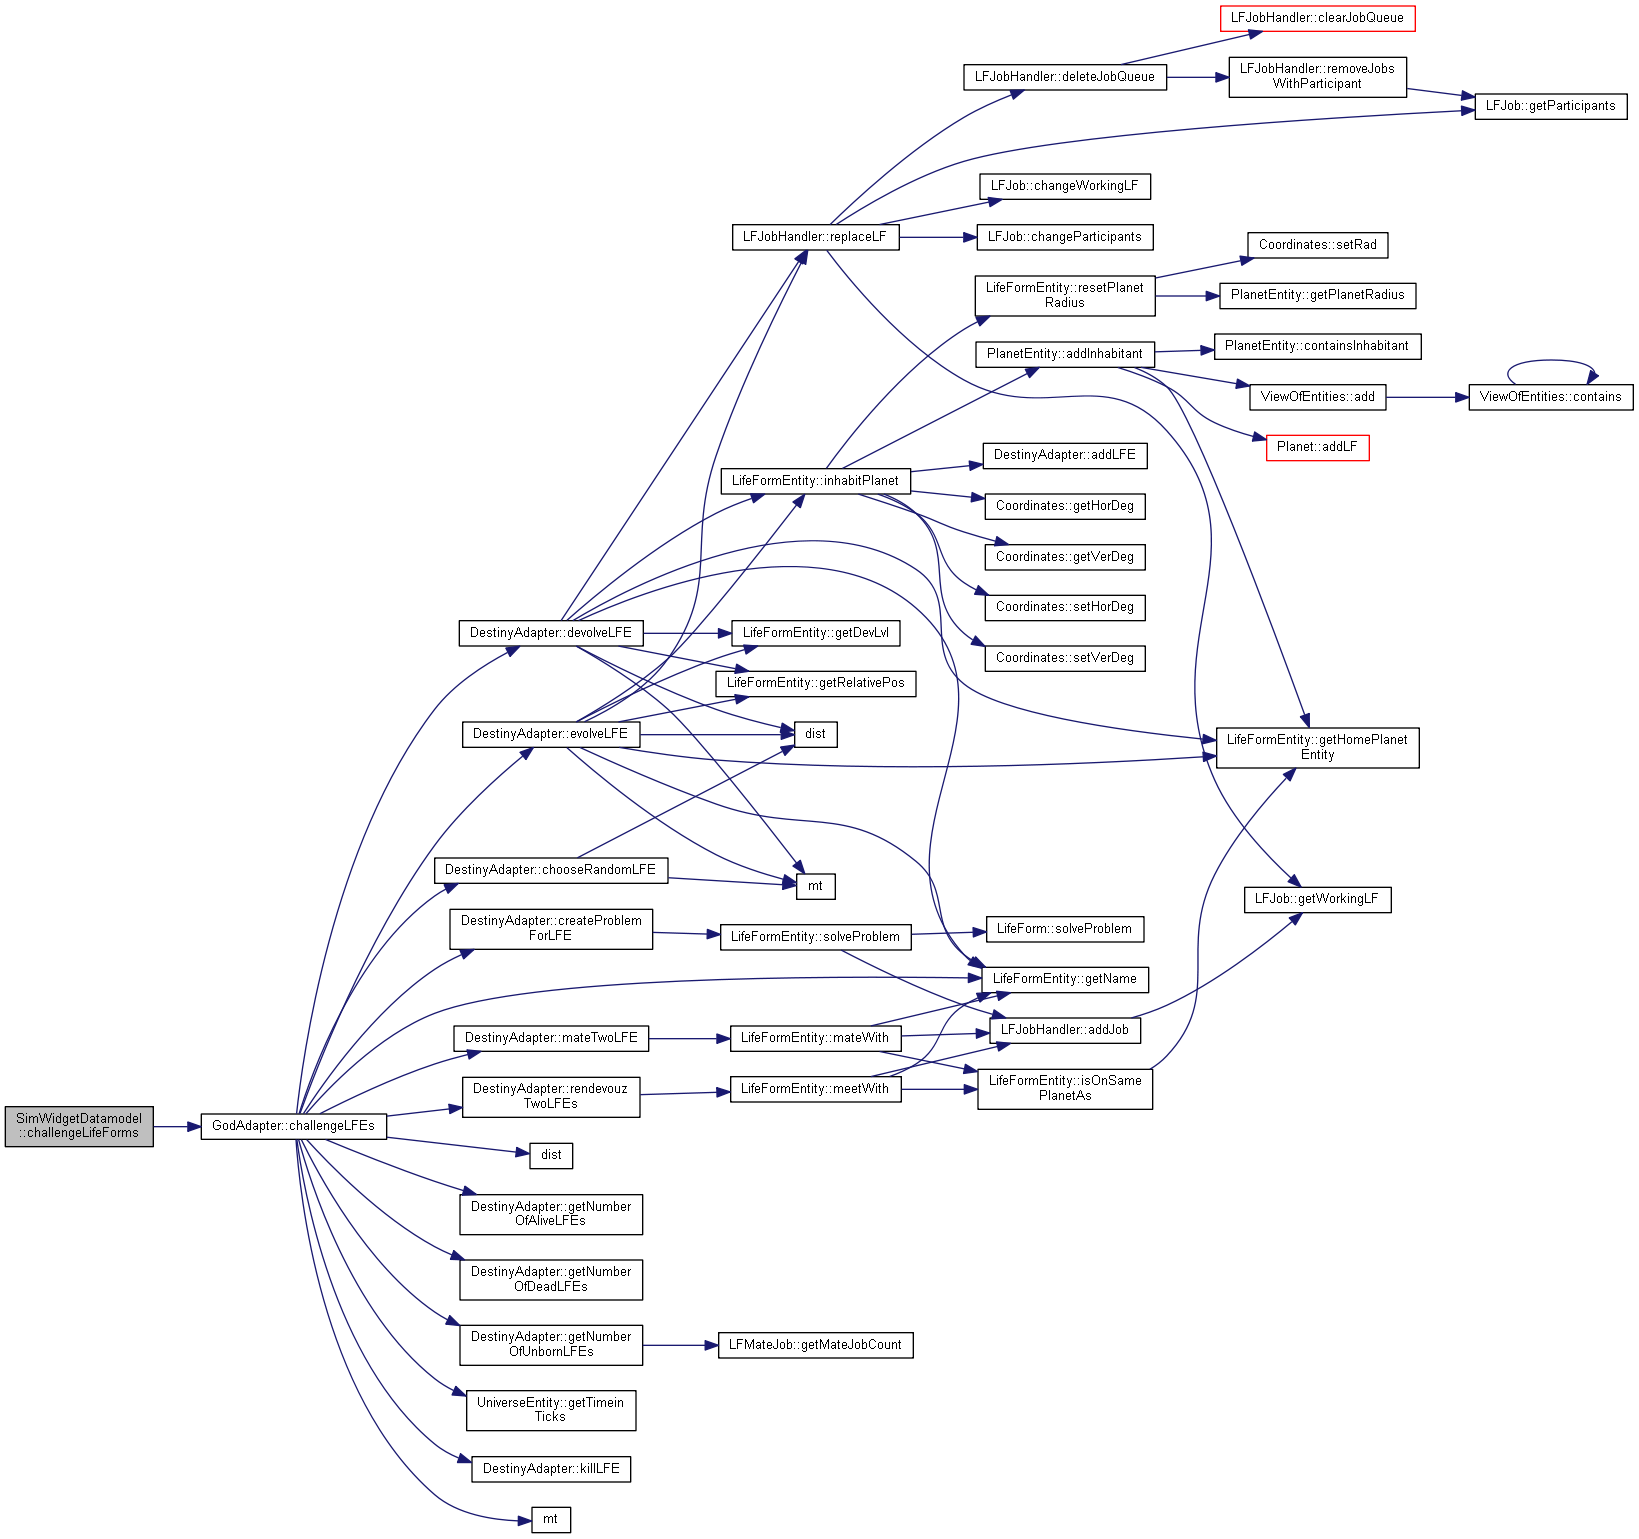 LFJobHandler::clearJobQueue
LFJobHandler::deleteJobQueue
LFJobHandler::removeJobs
WithParticipant
LFJob::getParticipants
LFJob::changeWorkingLF
LFJobHandler::replaceLF
LFJob::changeParticipants
Coordinates::setRad
LifeFormEntity::resetPlanet
Radius
PlanetEntity::getPlanetRadius
PlanetEntity::addInhabitant
PlanetEntity::containsInhabitant
ViewOfEntities::add
ViewOfEntities::contains
Planet::addLF
DestinyAdapter::addLFE
LifeFormEntity::inhabitPlanet
Coordinates::getHorDeg
Coordinates::getVerDeg
Coordinates::setHorDeg
DestinyAdapter::devolveLFE
LifeFormEntity::getDevLvl
Coordinates::setVerDeg
LifeFormEntity::getRelativePos
DestinyAdapter::evolveLFE
dist
LifeFormEntity::getHomePlanet
Entity
DestinyAdapter::chooseRandomLFE
mt
LFJob::getWorkingLF
DestinyAdapter::createProblem
ForLFE
LifeFormEntity::solveProblem
LifeForm::solveProblem
LifeFormEntity::getName
DestinyAdapter::mateTwoLFE
LifeFormEntity::mateWith
LFJobHandler::addJob
DestinyAdapter::rendevouz
TwoLFEs
LifeFormEntity::meetWith
LifeFormEntity::isOnSame
PlanetAs
SimWidgetDatamodel
::challengeLifeForms
GodAdapter::challengeLFEs
dist
DestinyAdapter::getNumber
OfAliveLFEs
DestinyAdapter::getNumber
OfDeadLFEs
DestinyAdapter::getNumber
OfUnbornLFEs
LFMateJob::getMateJobCount
UniverseEntity::getTimein
Ticks
DestinyAdapter::killLFE
mt